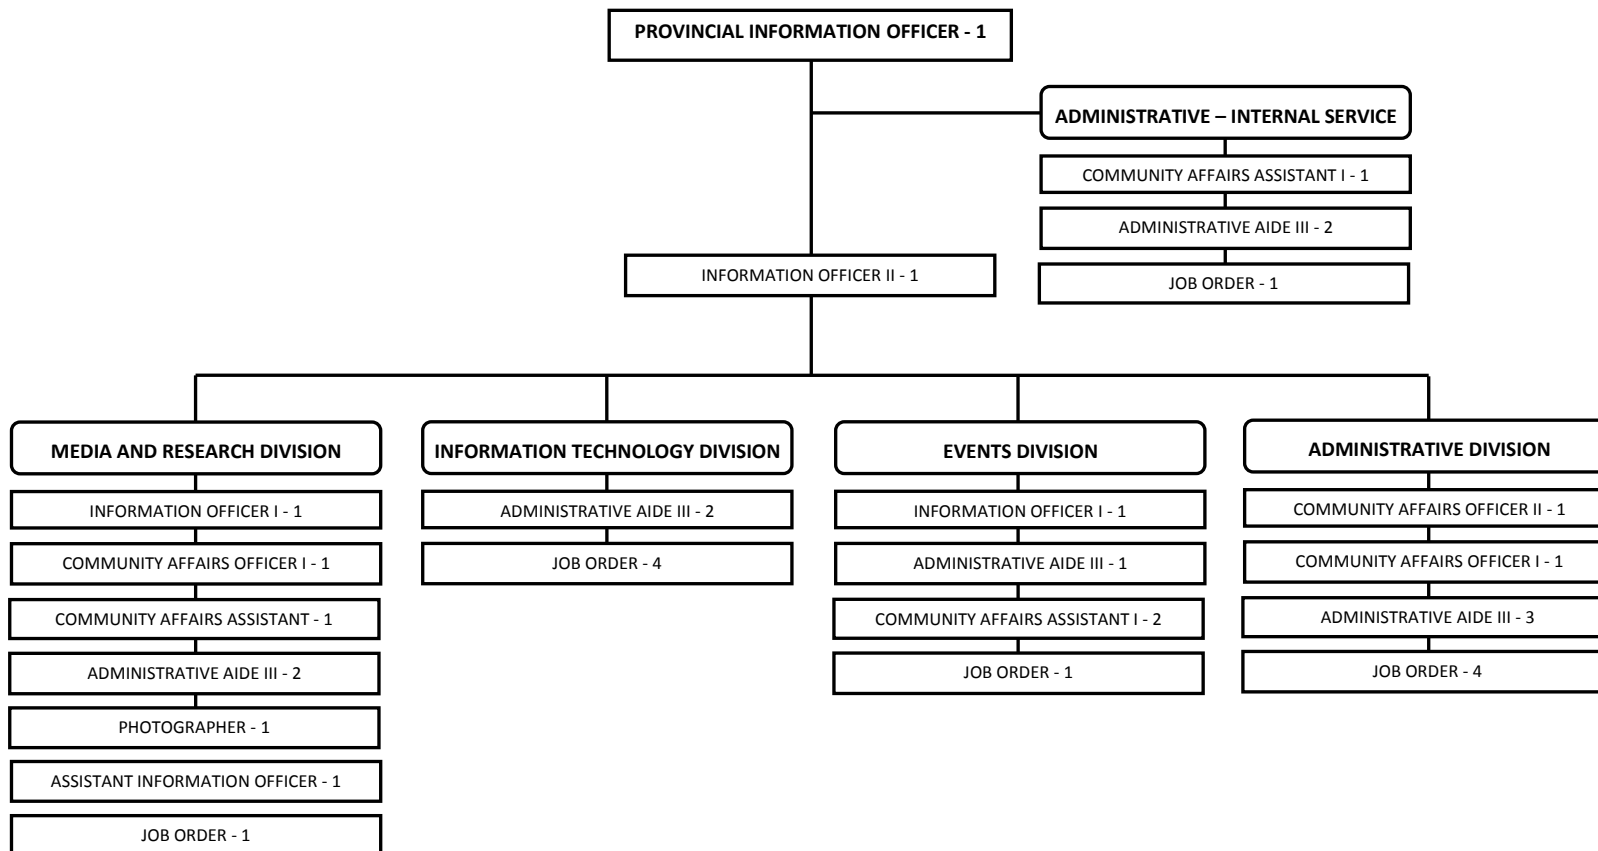 PROVINCIAL INFORMATION OFFICER - 1
ADMINISTRATIVE – INTERNAL SERVICE
COMMUNITY AFFAIRS ASSISTANT I - 1
ADMINISTRATIVE AIDE III - 2
JOB ORDER - 1
INFORMATION OFFICER II - 1
MEDIA AND RESEARCH DIVISION
INFORMATION OFFICER I - 1
COMMUNITY AFFAIRS OFFICER I - 1
COMMUNITY AFFAIRS ASSISTANT - 1
ADMINISTRATIVE AIDE III - 2
PHOTOGRAPHER - 1
ASSISTANT INFORMATION OFFICER - 1
JOB ORDER - 1
INFORMATION TECHNOLOGY DIVISION
ADMINISTRATIVE AIDE III - 2
JOB ORDER - 4
EVENTS DIVISION
INFORMATION OFFICER I - 1
ADMINISTRATIVE AIDE III - 1
COMMUNITY AFFAIRS ASSISTANT I - 2
JOB ORDER - 1
ADMINISTRATIVE DIVISION
COMMUNITY AFFAIRS OFFICER II - 1
COMMUNITY AFFAIRS OFFICER I - 1
ADMINISTRATIVE AIDE III - 3
JOB ORDER - 4